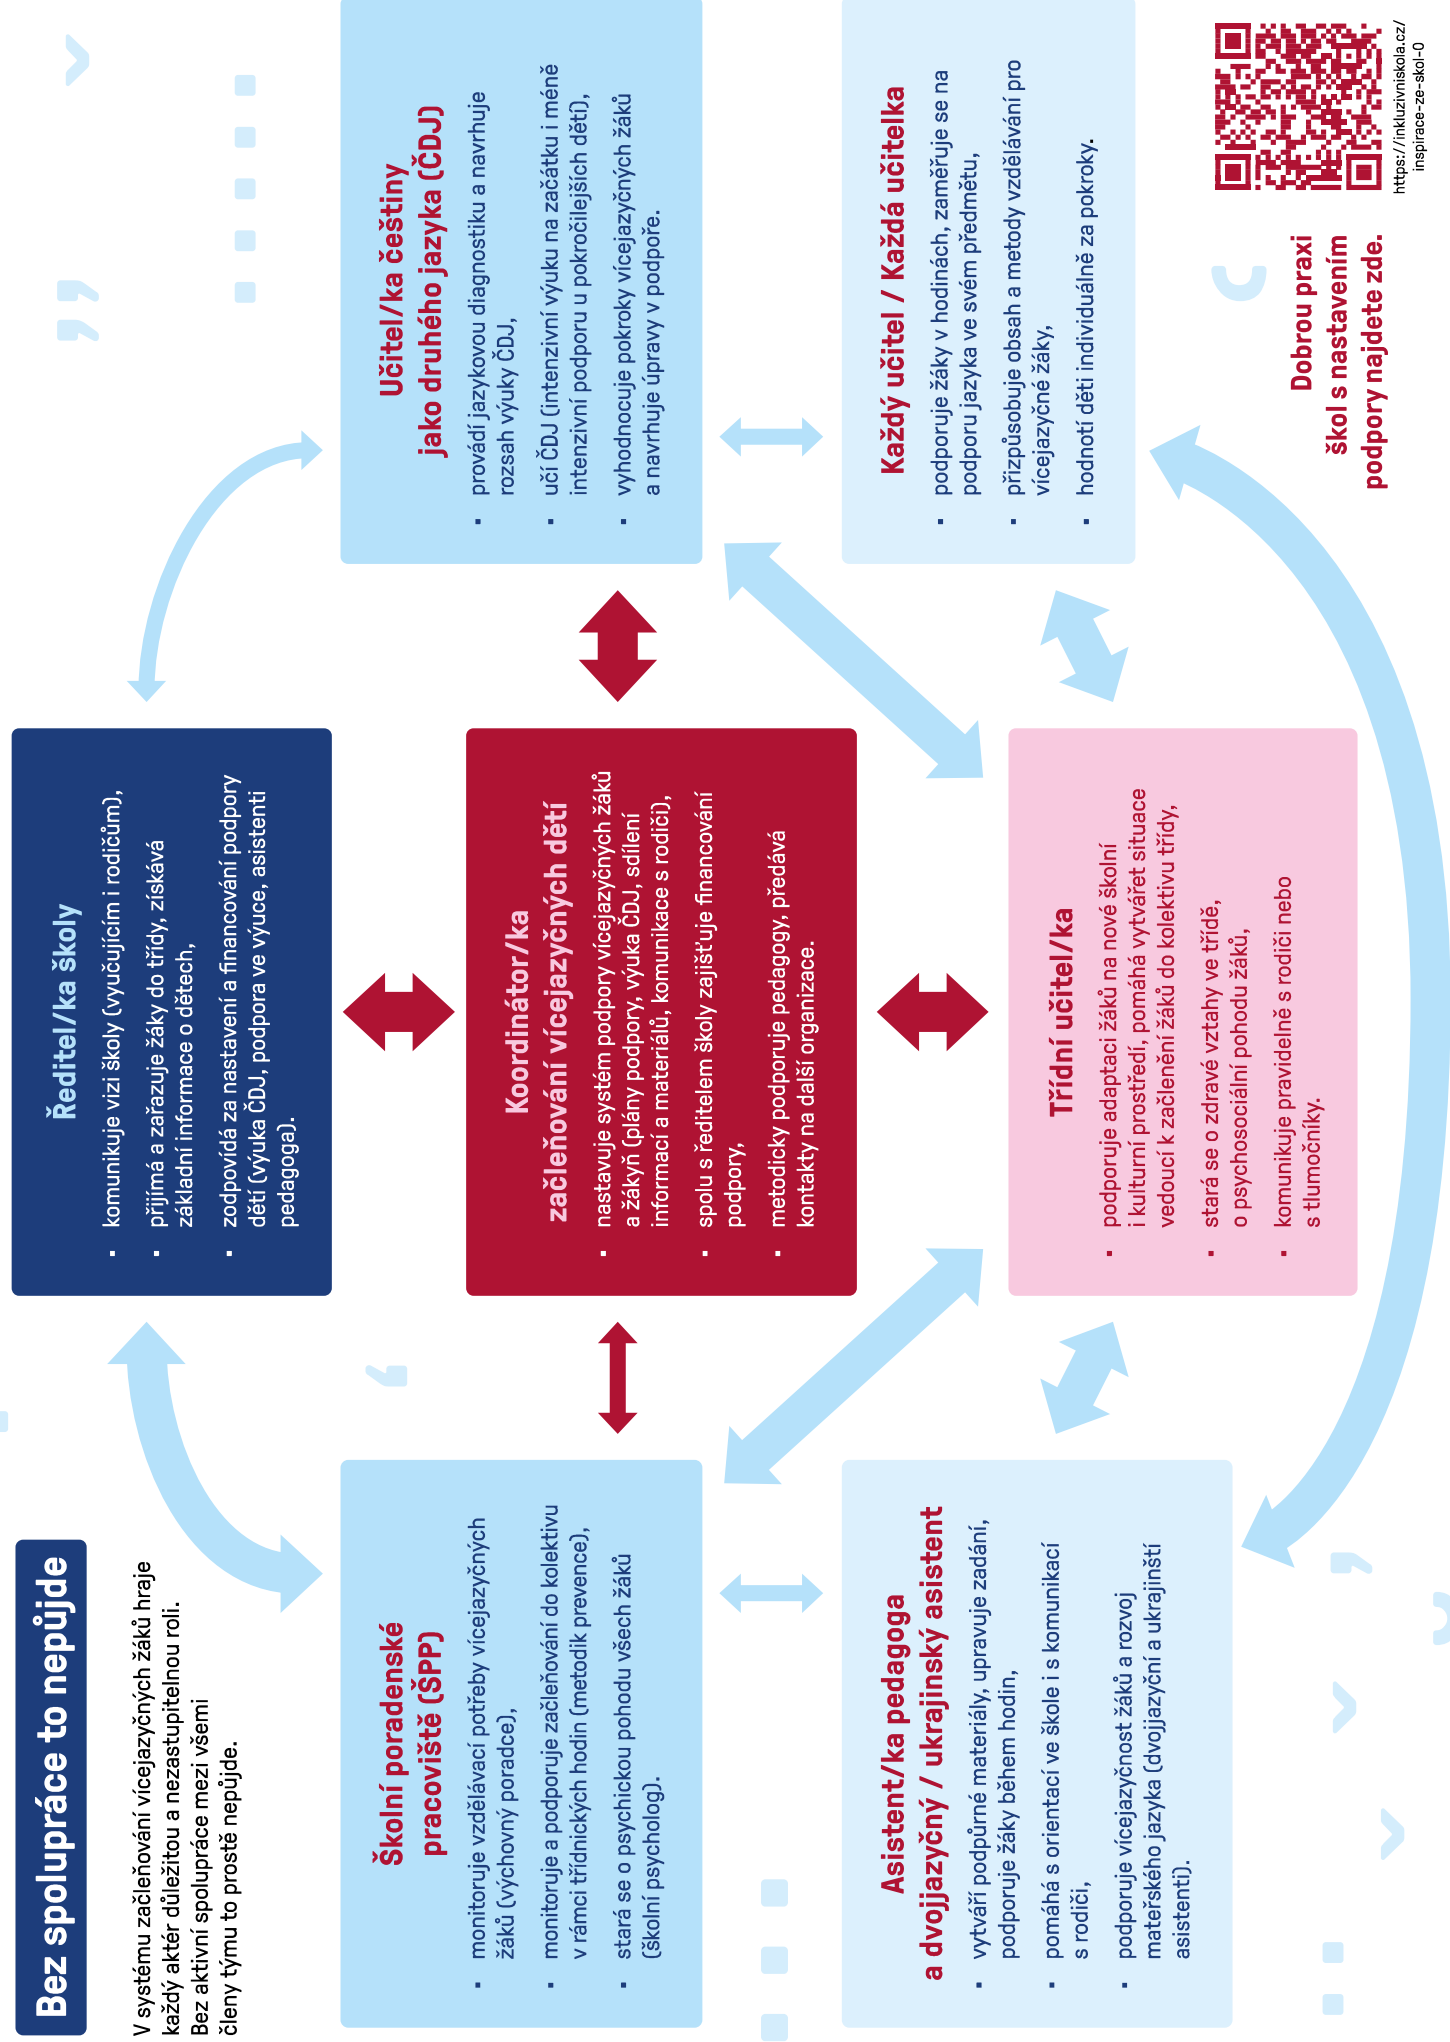 Bez spolupráce to nepůjde
V systému začleňování vícejazyčných žáků hraje
každý aktér důležitou a nezastupitelnou roli.
Bez aktivní spolupráce mezi všemi
členy týmu to prostě nepůjde.
Ředitel/ka školy
▪ komunikuje vizi školy (vyučujícím i rodičům),
▪ přijímá a zařazuje žáky do třídy, získává
základní informace o dětech,
▪ zodpovídá za nastavení a financování podpory
dětí (výuka ČDJ, podpora ve výuce, asistenti
pedagoga).
Školní poradenské
pracoviště (ŠPP)
▪ monitoruje vzdělávací potřeby vícejazyčných
žáků (výchovný poradce),
▪ monitoruje a podporuje začleňování do kolektivu
v rámci třídnických hodin (metodik prevence),
▪ stará se o psychickou pohodu všech žáků
(školní psycholog).
Koordinátor/ka
začleňování vícejazyčných dětí
▪ nastavuje systém podpory vícejazyčných žáků
a žákyň (plány podpory, výuka ČDJ, sdílení
informací a materiálů, komunikace s rodiči),
▪ spolu s ředitelem školy zajišťuje financování
podpory,
▪ metodicky podporuje pedagogy, předává
kontakty na další organizace.
Učitel/ka češtiny
jako druhého jazyka (ČDJ)
▪ provádí jazykovou diagnostiku a navrhuje
rozsah výuky ČDJ,
▪ učí ČDJ (intenzivní výuku na začátku i méně
intenzivní podporu u pokročilejších dětí),
▪ vyhodnocuje pokroky vícejazyčných žáků
a navrhuje úpravy v podpoře.
Asistent/ka pedagoga
a dvojjazyčný / ukrajinský asistent
▪ vytváří podpůrné materiály, upravuje zadání,
podporuje žáky během hodin,
▪ pomáhá s orientací ve škole i s komunikací
s rodiči,
▪ podporuje vícejazyčnost žáků a rozvoj
mateřského jazyka (dvojjazyční a ukrajinští
asistenti).
Třídní učitel/ka
▪ podporuje adaptaci žáků na nové školní
i kulturní prostředí, pomáhá vytvářet situace
vedoucí k začlenění žáků do kolektivu třídy,
▪ stará se o zdravé vztahy ve třídě,
o psychosociální pohodu žáků,
▪ komunikuje pravidelně s rodiči nebo
s tlumočníky.
Každý učitel / Každá učitelka
▪ podporuje žáky v hodinách, zaměřuje se na
podporu jazyka ve svém předmětu,
▪ přizpůsobuje obsah a metody vzdělávání pro
vícejazyčné žáky,
▪ hodnotí děti individuálně za pokroky.
Dobrou praxi
škol s nastavením
podpory najdete zde.
https://inkluzivniskola.cz/
inspirace-ze-skol-0